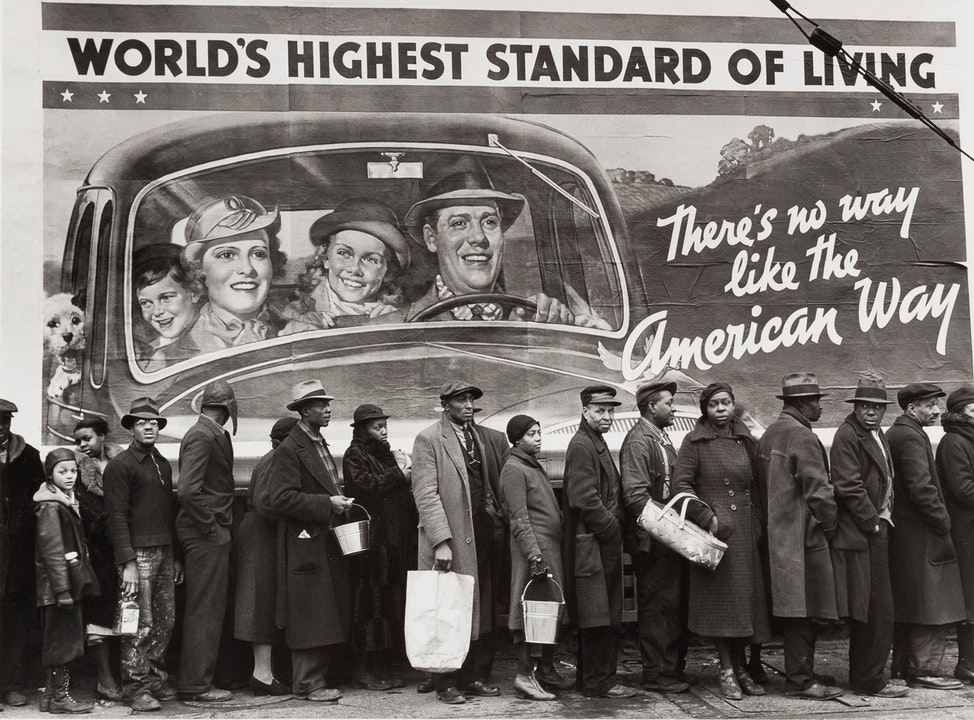 WORLD'S HIGHEST STANDARD OF LIVING
There's no way
like the
American Way